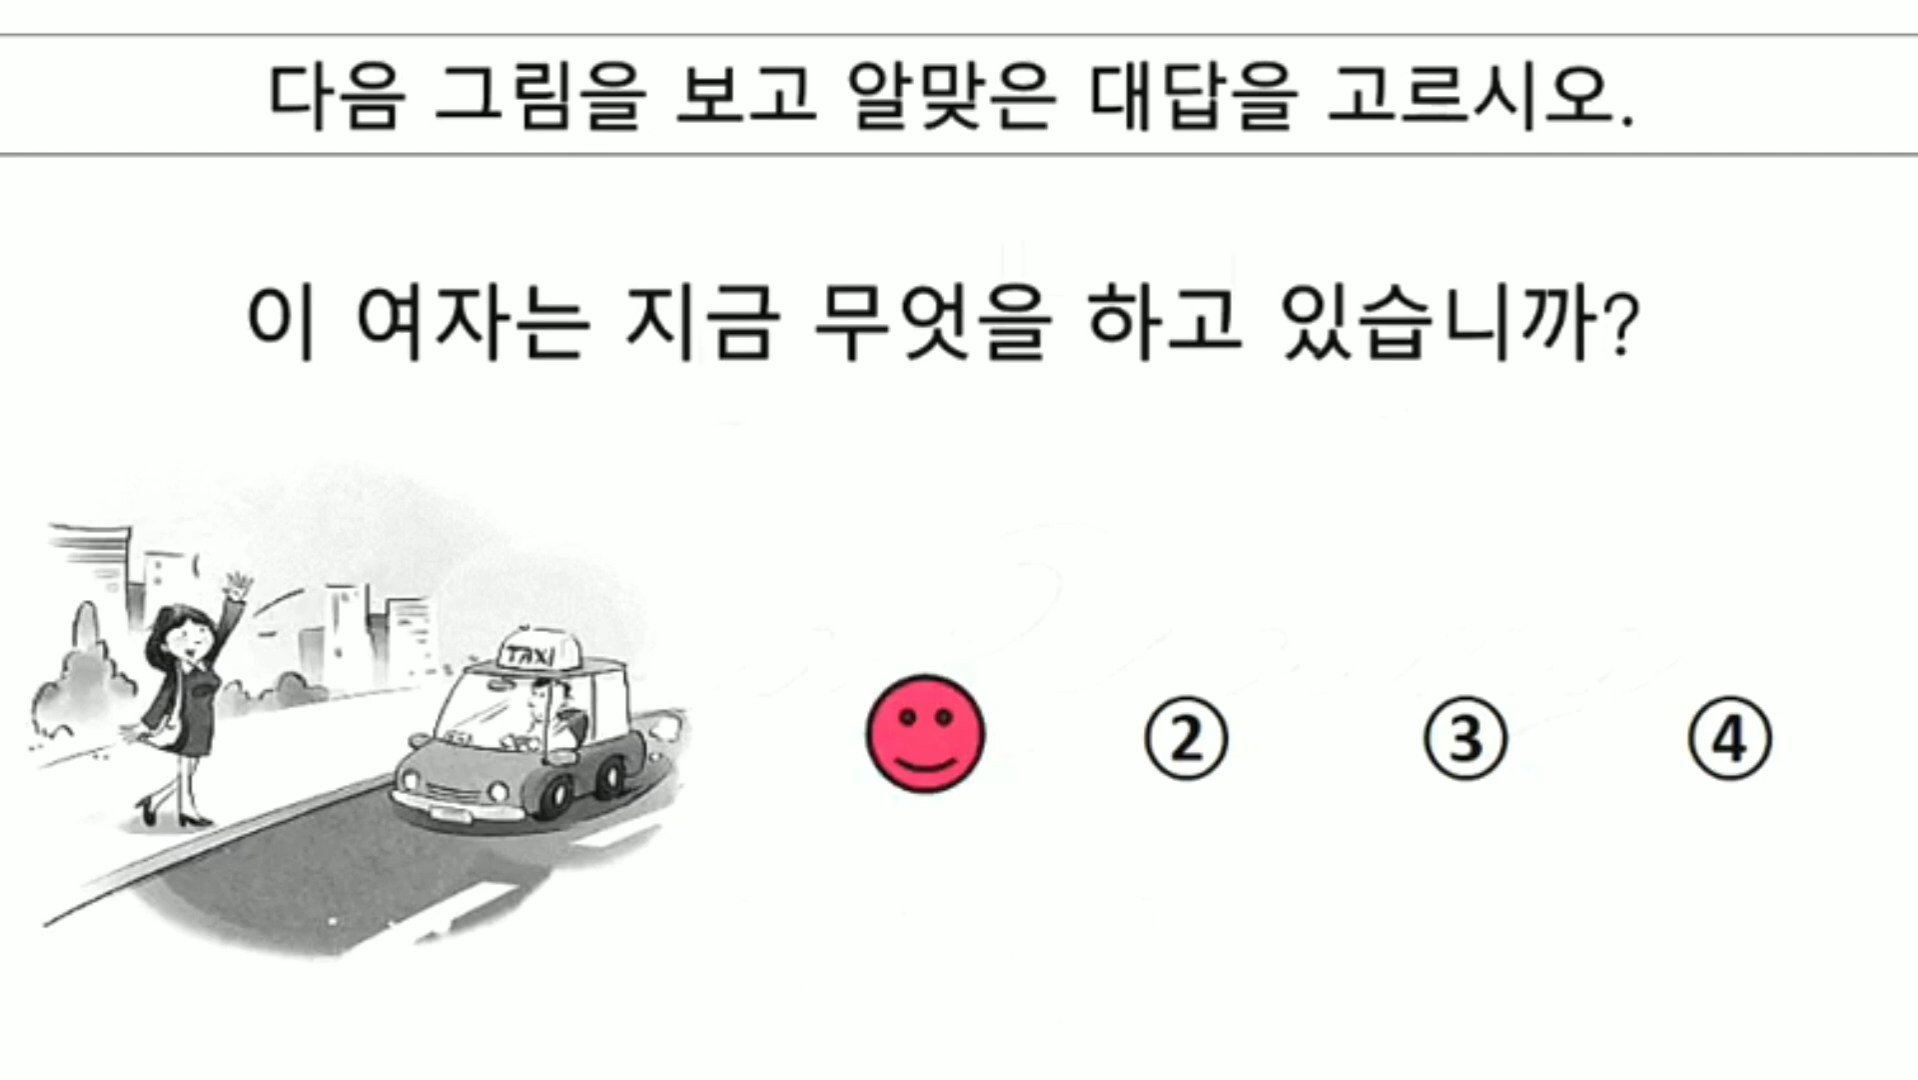 다음 그림을 보고 알맞은 대답을 고르시오.
이 여자는 지금 무엇을 하고 있습니까?
TAXI
② ③ ④